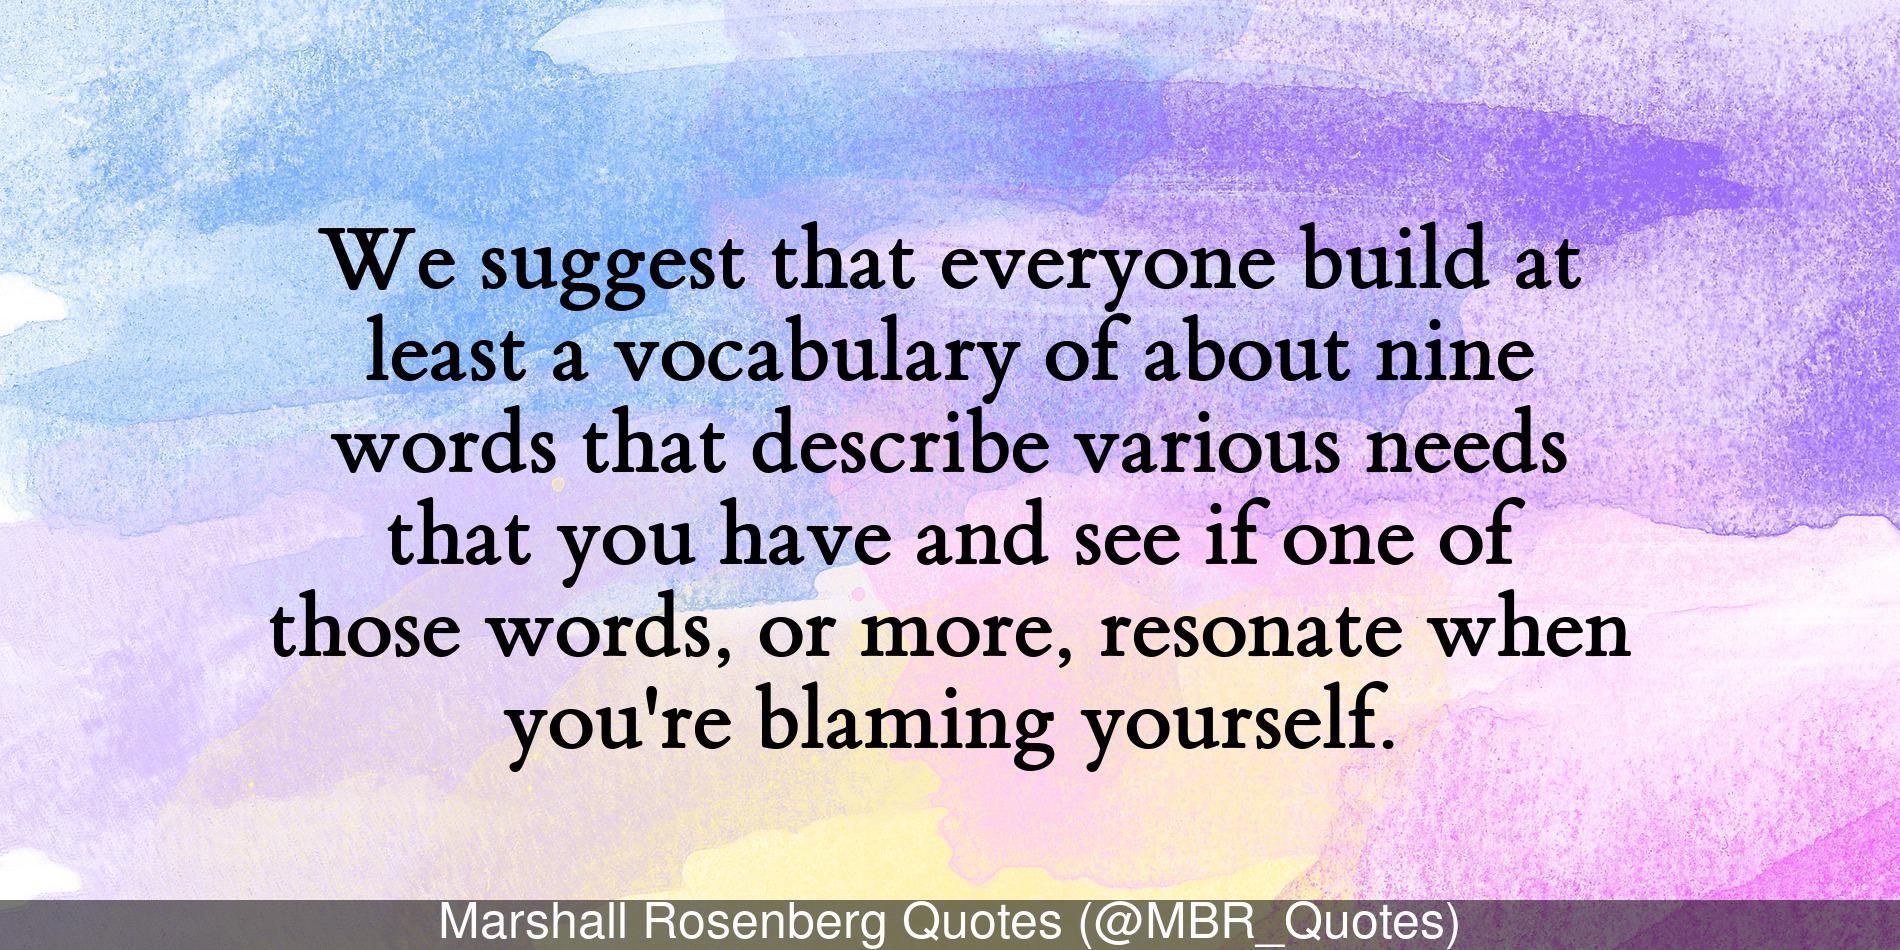 We suggest that everyone build at
least a vocabulary of about nine
words that describe various needs
that you have and see if one of
those words, or more, resonate when
you're blaming yourself.
Marshall Rosenberg Quotes (@MBR_Quotes)